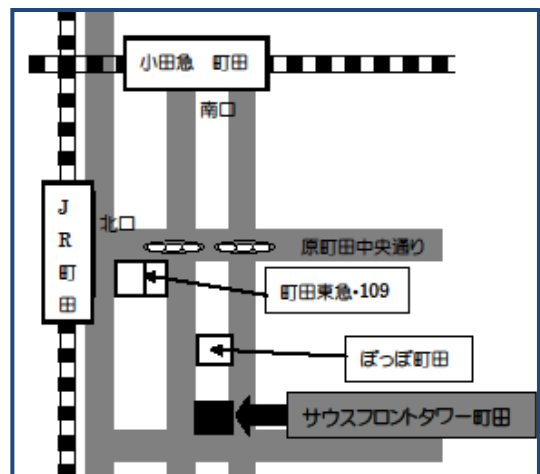 小田急　町田
南口
JR町田
北口
原町田中央通り
町田東急・109
ぽっぽ町田
サウスフロントタワー町田